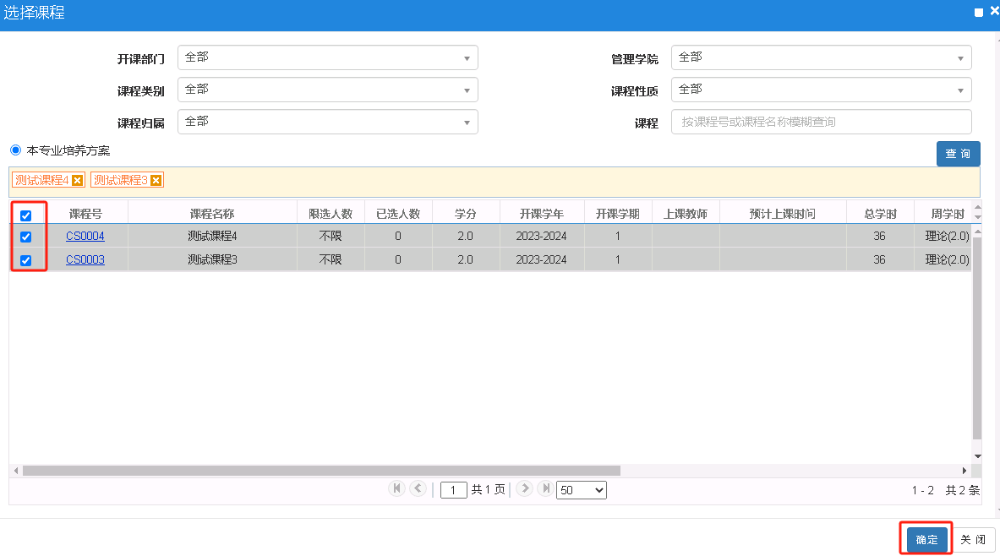 选择课程
开课部门 全部 管理学院 全部
课程类别 全部 课程性质 全部
课程归属 全部 课程 按课程号或课程名称模糊查询
本专业培养方案 查 询
测试课程4 测试课程3
课程号 课程名称 限选人数 已选人数 学分 开课学年 开课学期 上课教师 预计上课时间 总学时 周学时
CS0004 测试课程4 不限 0 2.0 2023-2024 1 36 理论(2.0)
CS0003 测试课程3 不限 0 2.0 2023-2024 1 36 理论(2.0)
1 共 1 页 50 1 - 2 共 2 条
确定 关 闭